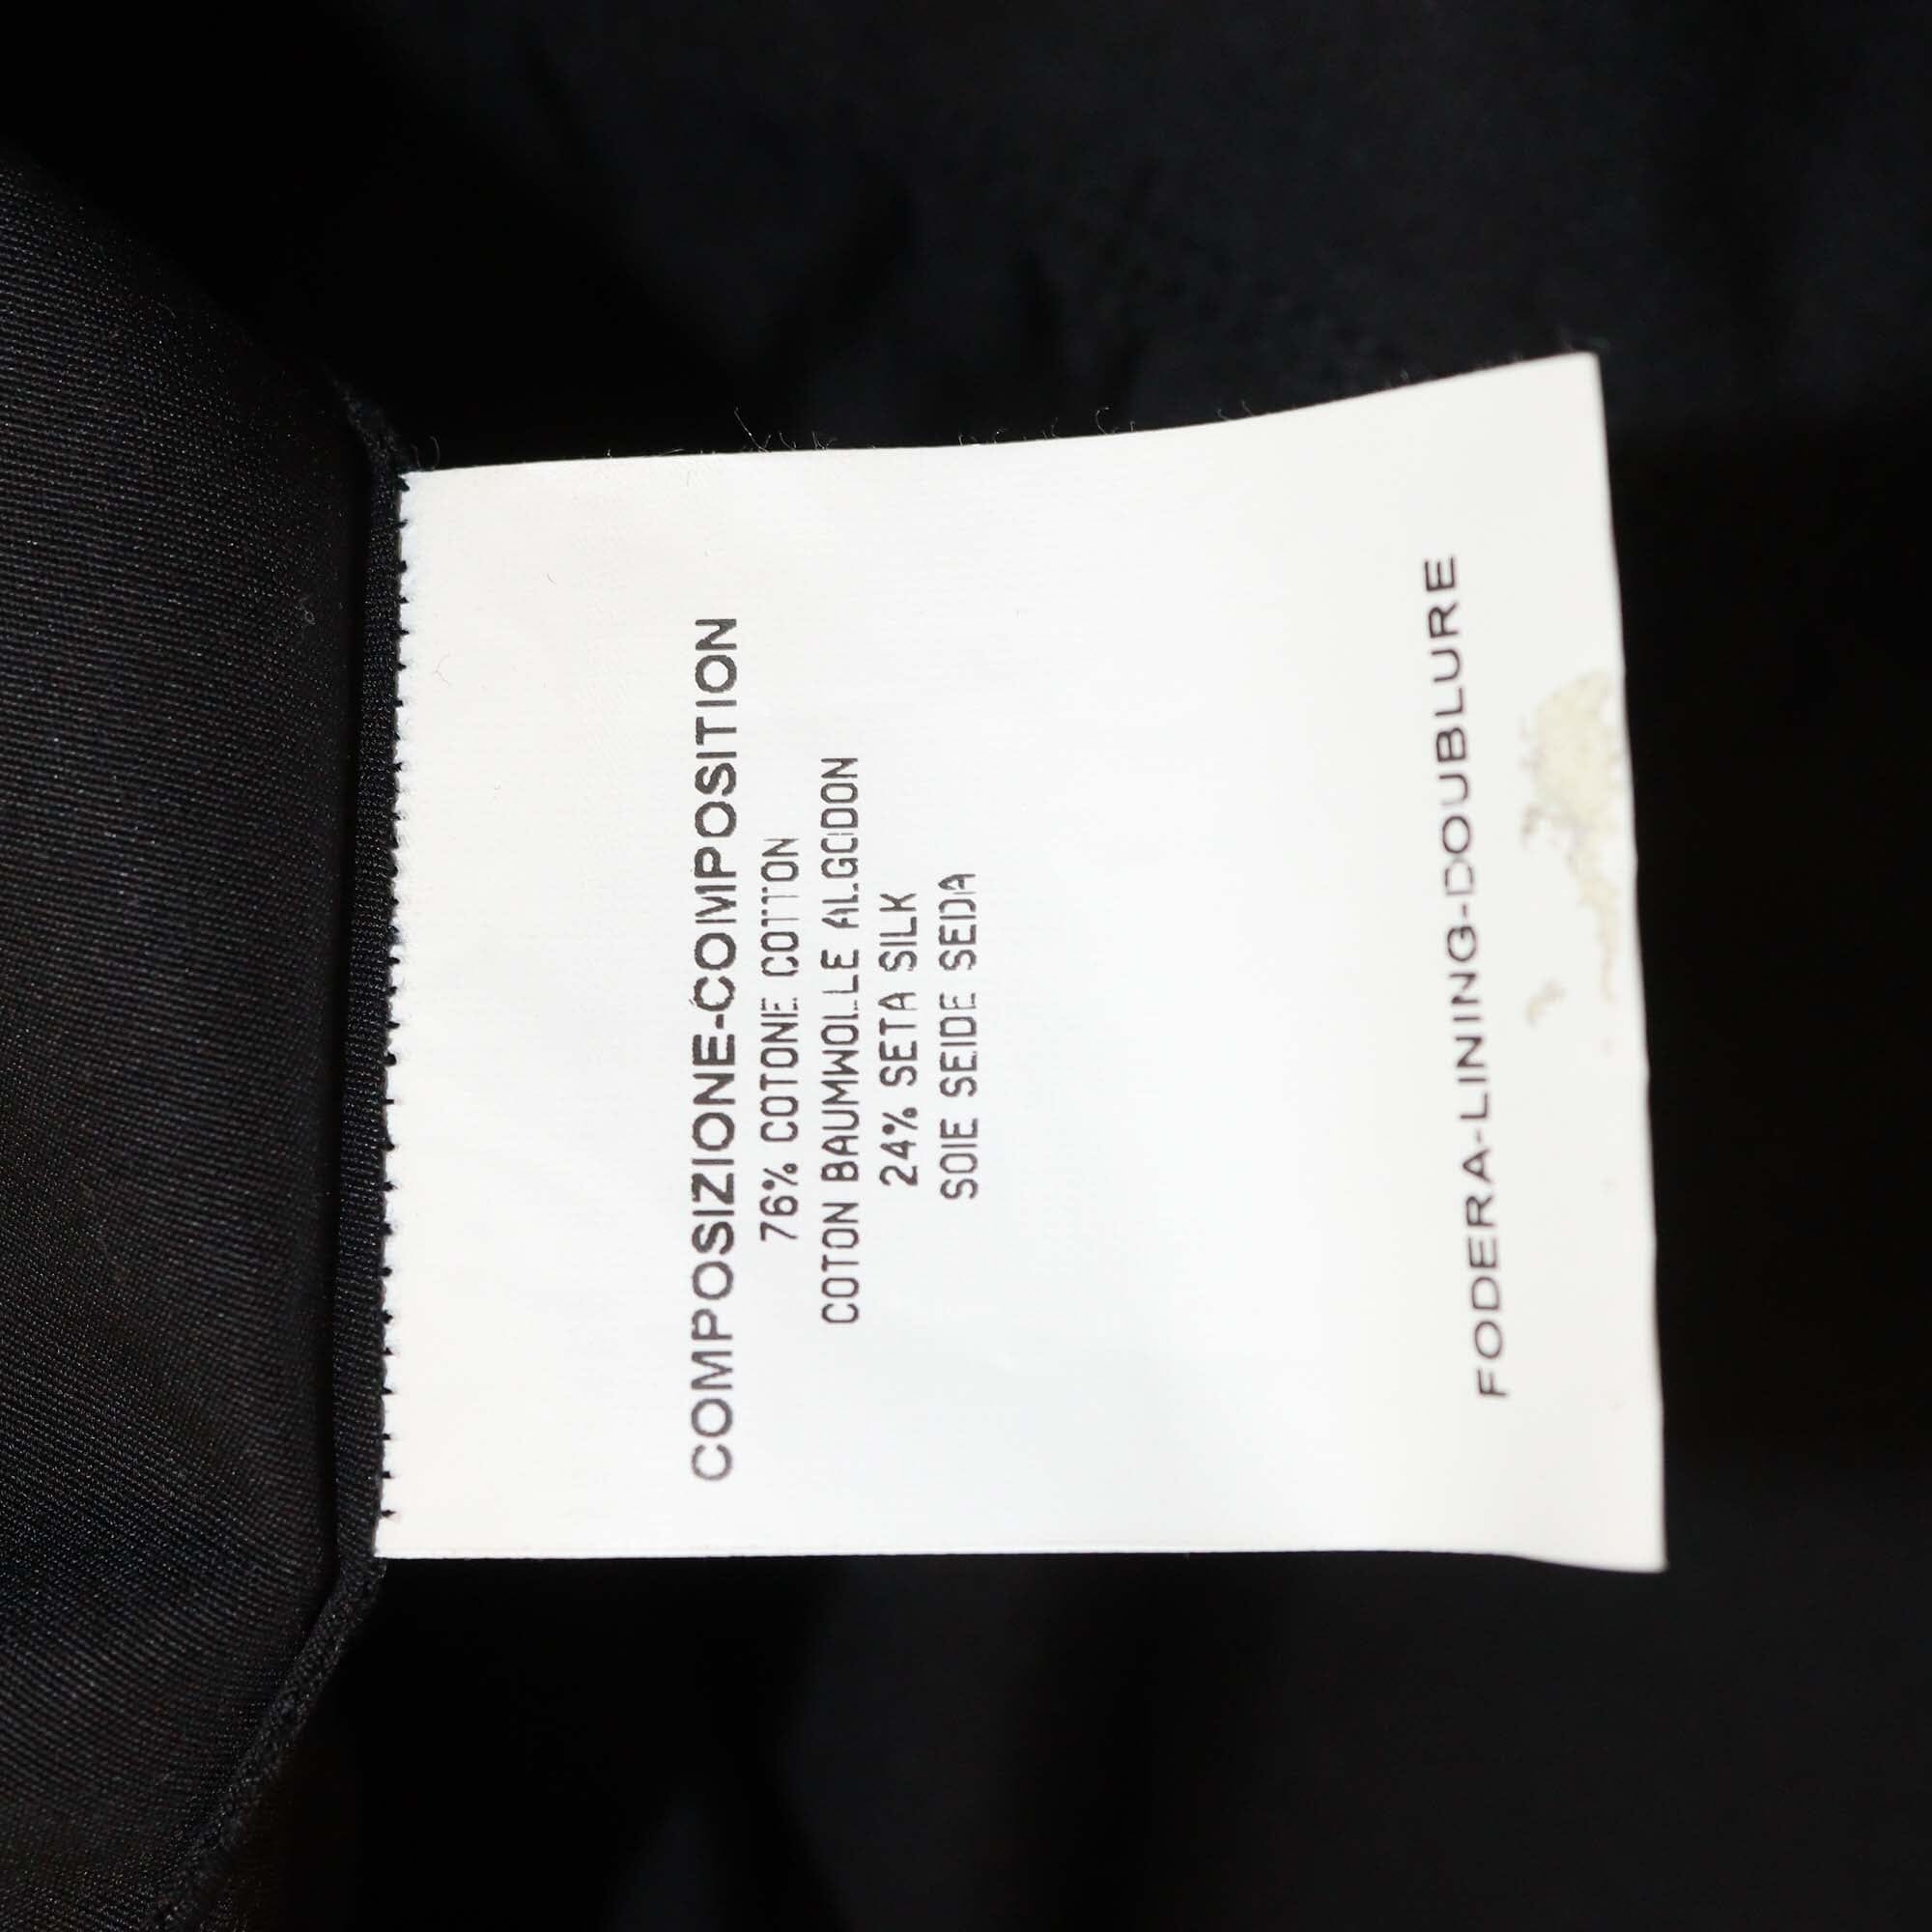 COMPOSIZIONE-COMPOSITION
76% COTONE COTTON
COTON BAUMWOLLE ALGODON
24% SETA SILK
SOIE SEIDE SEDA
FODERA-LINING-DOUBLURE